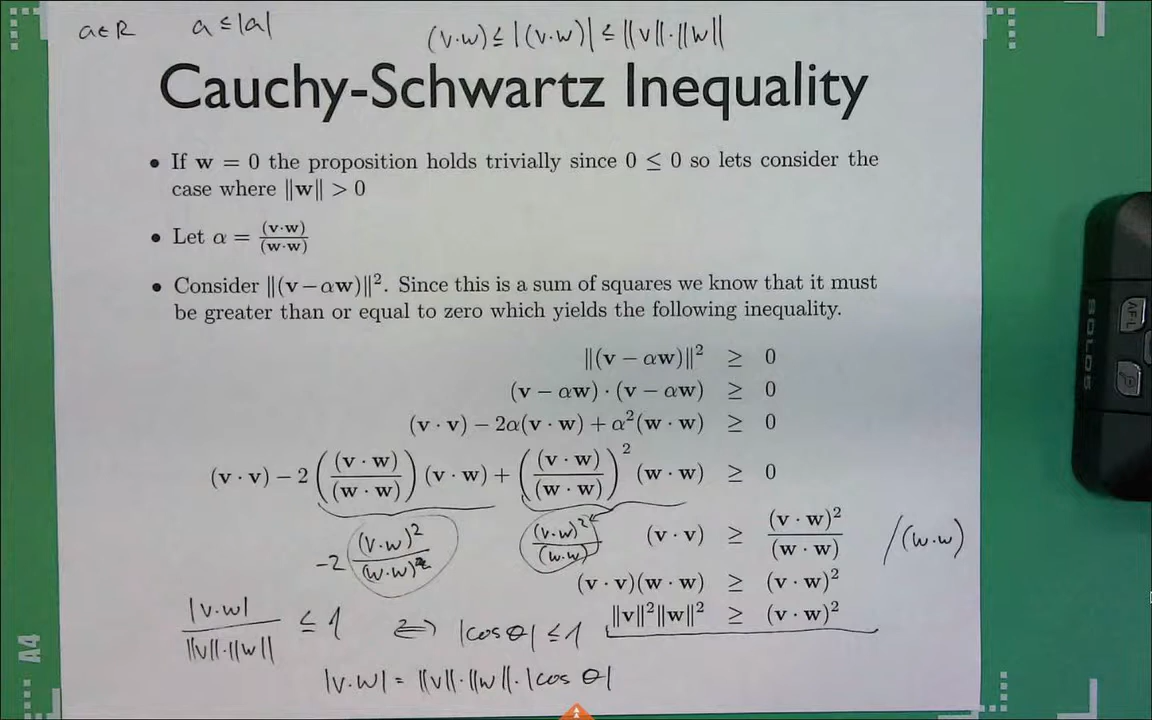 a∈R a≤|a| (v·w)≤|(v·w)|≤‖v‖·‖w‖
Cauchy-Schwartz Inequality
• If w = 0 the proposition holds trivially since 0 ≤ 0 so lets consider the
case where ‖w‖ > 0
• Let α = (v·w)/(w·w)
• Consider ‖(v−αw)‖². Since this is a sum of squares we know that it must
be greater than or equal to zero which yields the following inequality.
‖(v − αw)‖² ≥ 0
(v − αw) · (v − αw) ≥ 0
(v · v) − 2α(v · w) + α²(w · w) ≥ 0
(v · v) − 2 ((v · w)/(w · w)) (v · w) + ((v · w)/(w · w))² (w · w) ≥ 0
-2 (v·w)²/(w·w) (v·w)²/(w·w) (v · v) ≥ (v · w)²/(w · w) /(w·w)
(v · v)(w · w) ≥ (v · w)²
‖v‖²‖w‖² ≥ (v · w)²
|v·w|/‖v‖·‖w‖ ≤ 1 ⇔ |cos θ| ≤ 1
|v·w| = ‖v‖·‖w‖·|cos θ|
A4
AF-L
SOLDOS